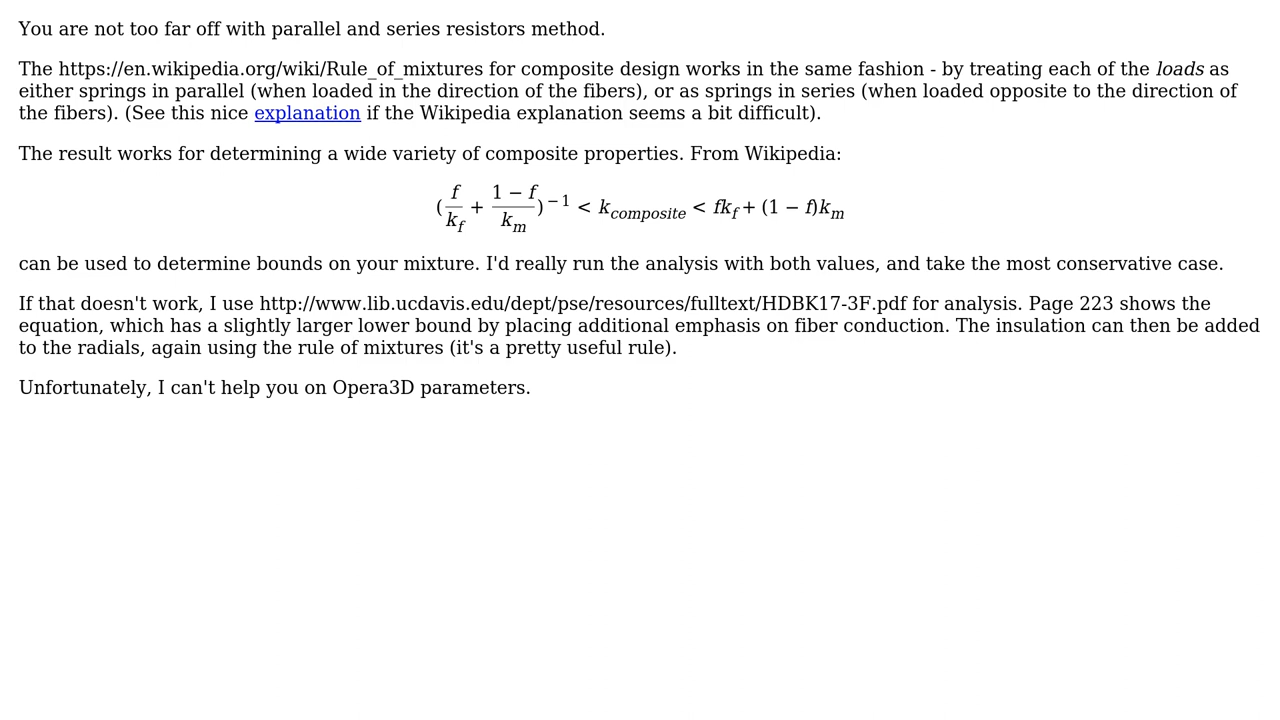 You are not too far off with parallel and series resistors method.
The https://en.wikipedia.org/wiki/Rule_of_mixtures for composite design works in the same fashion - by treating each of the loads as
either springs in parallel (when loaded in the direction of the fibers), or as springs in series (when loaded opposite to the direction of
the fibers). (See this nice explanation if the Wikipedia explanation seems a bit difficult).
The result works for determining a wide variety of composite properties. From Wikipedia:
(f/k_f + (1 − f)/k_m)^−1 < k_composite < fk_f + (1 − f)k_m
can be used to determine bounds on your mixture. I'd really run the analysis with both values, and take the most conservative case.
If that doesn't work, I use http://www.lib.ucdavis.edu/dept/pse/resources/fulltext/HDBK17-3F.pdf for analysis. Page 223 shows the
equation, which has a slightly larger lower bound by placing additional emphasis on fiber conduction. The insulation can then be added
to the radials, again using the rule of mixtures (it's a pretty useful rule).
Unfortunately, I can't help you on Opera3D parameters.